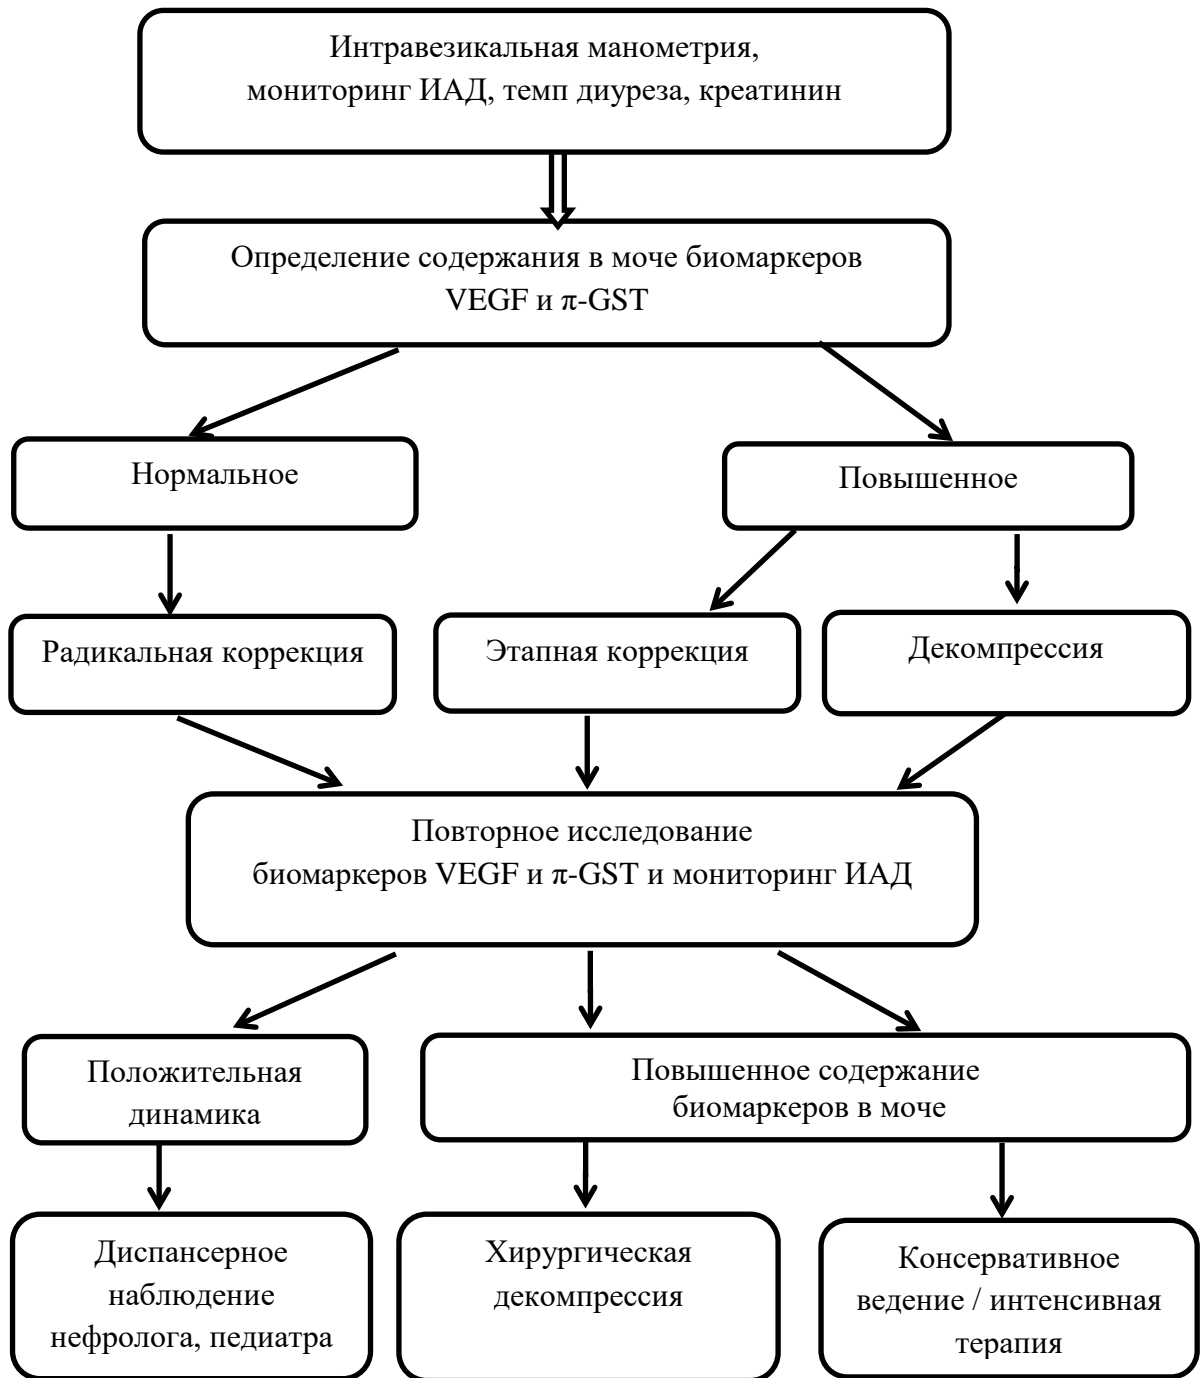 Интравезикальная манометрия,
мониторинг ИАД, темп диуреза, креатинин
Определение содержания в моче биомаркеров
VEGF и π-GST
Нормальное
Повышенное
Радикальная коррекция
Этапная коррекция
Декомпрессия
Повторное исследование
биомаркеров VEGF и π-GST и мониторинг ИАД
Положительная
динамика
Повышенное содержание
биомаркеров в моче
Диспансерное
наблюдение
нефролога, педиатра
Хирургическая
декомпрессия
Консервативное
ведение / интенсивная
терапия